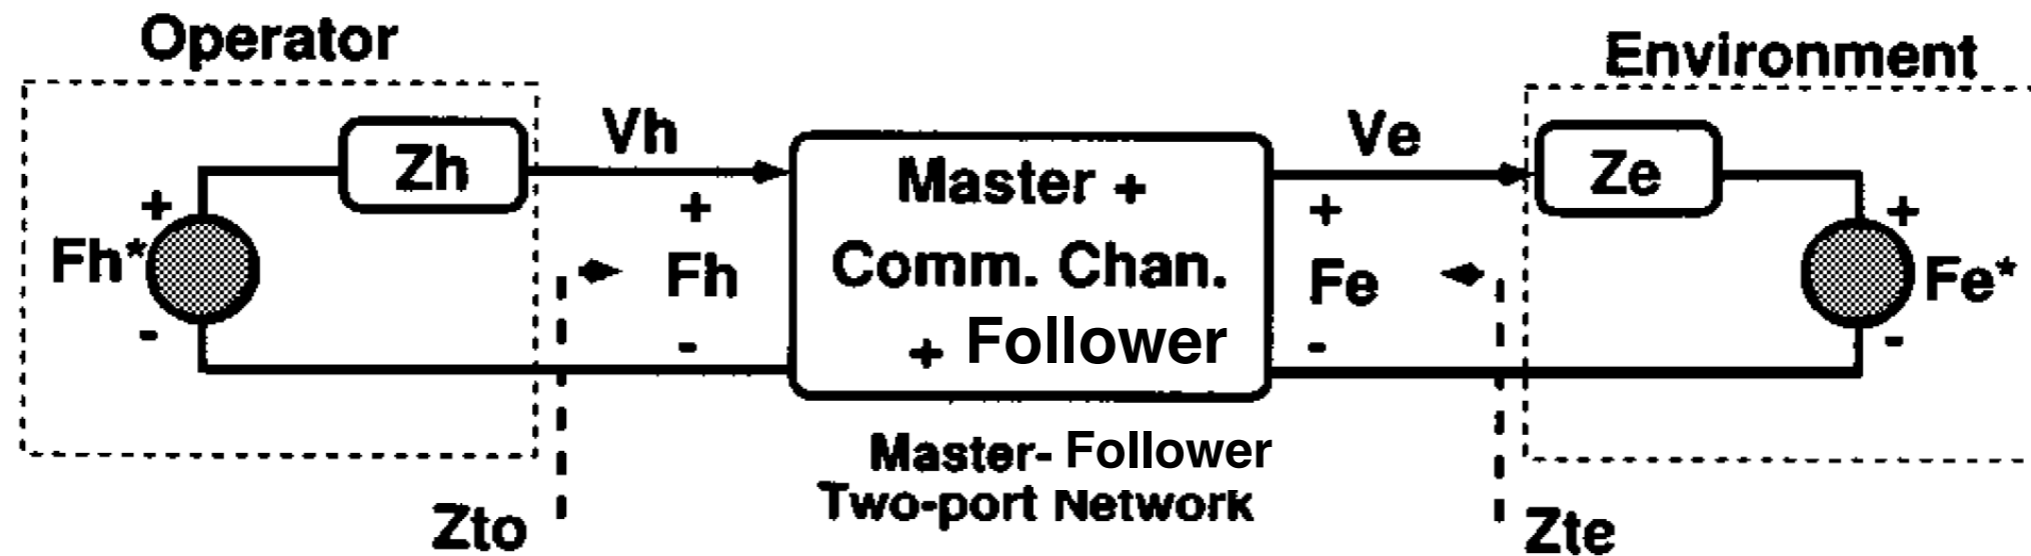 Operator
Environment
Vh
Ve
Zh
Master +
Ze
+
+
+
+
Fh*
Fh
Comm. Chan.
Fe
Fe*
-
-
+ Follower
-
-
Master- Follower
Two-port Network
Zto
Zte